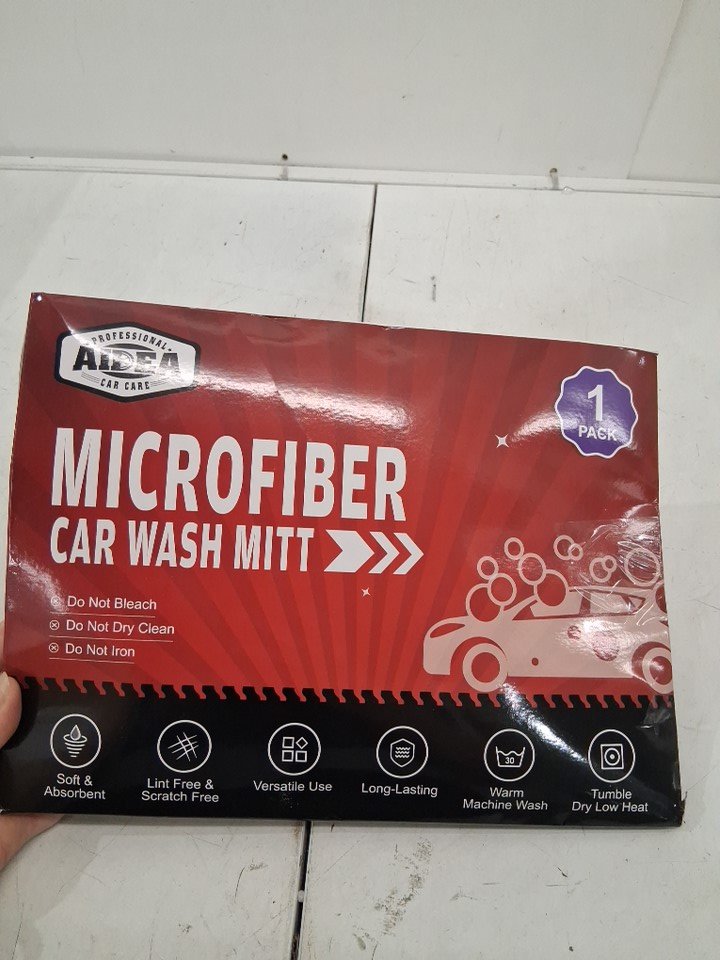 PROFESSIONAL
AIDEA
CAR CARE
1
PACK
MICROFIBER
CAR WASH MITT
Do Not Bleach
Do Not Dry Clean
Do Not Iron
30
Soft &
Absorbent
Lint Free &
Scratch Free
Versatile Use
Long-Lasting
Warm
Machine Wash
Tumble
Dry Low Heat